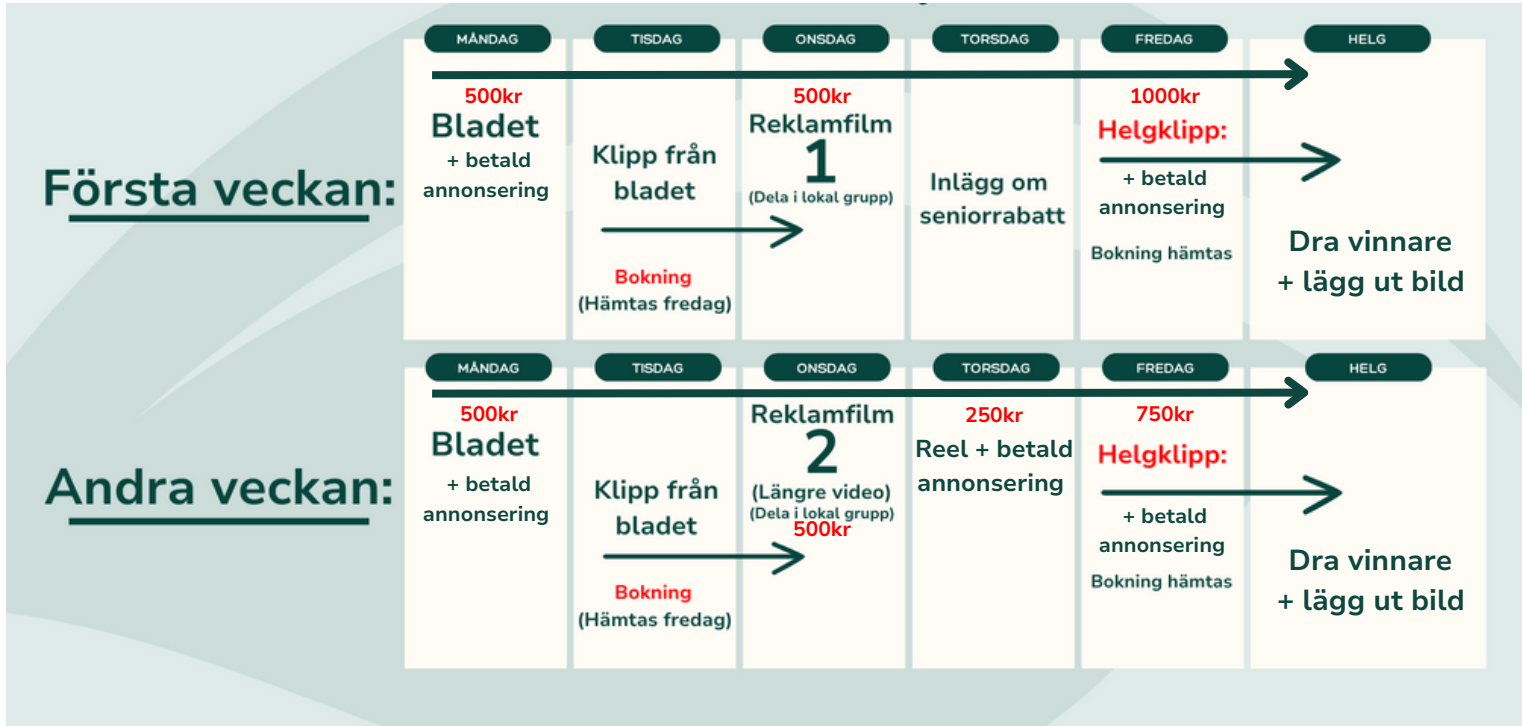 MÅNDAG
TISDAG
ONSDAG
TORSDAG
FREDAG
HELG
Första veckan:
500kr
Bladet
+ betald
annonsering
Klipp från
bladet
Bokning
(Hämtas fredag)
500kr
Reklamfilm
1
(Dela i lokal grupp)
Inlägg om
seniorrabatt
1000kr
Helgklipp:
+ betald
annonsering
Bokning hämtas
Dra vinnare
+ lägg ut bild
MÅNDAG
TISDAG
ONSDAG
TORSDAG
FREDAG
HELG
Andra veckan:
500kr
Bladet
+ betald
annonsering
Klipp från
bladet
Bokning
(Hämtas fredag)
Reklamfilm
2
(Längre video)
(Dela i lokal grupp)
500kr
250kr
Reel + betald
annonsering
750kr
Helgklipp:
+ betald
annonsering
Bokning hämtas
Dra vinnare
+ lägg ut bild